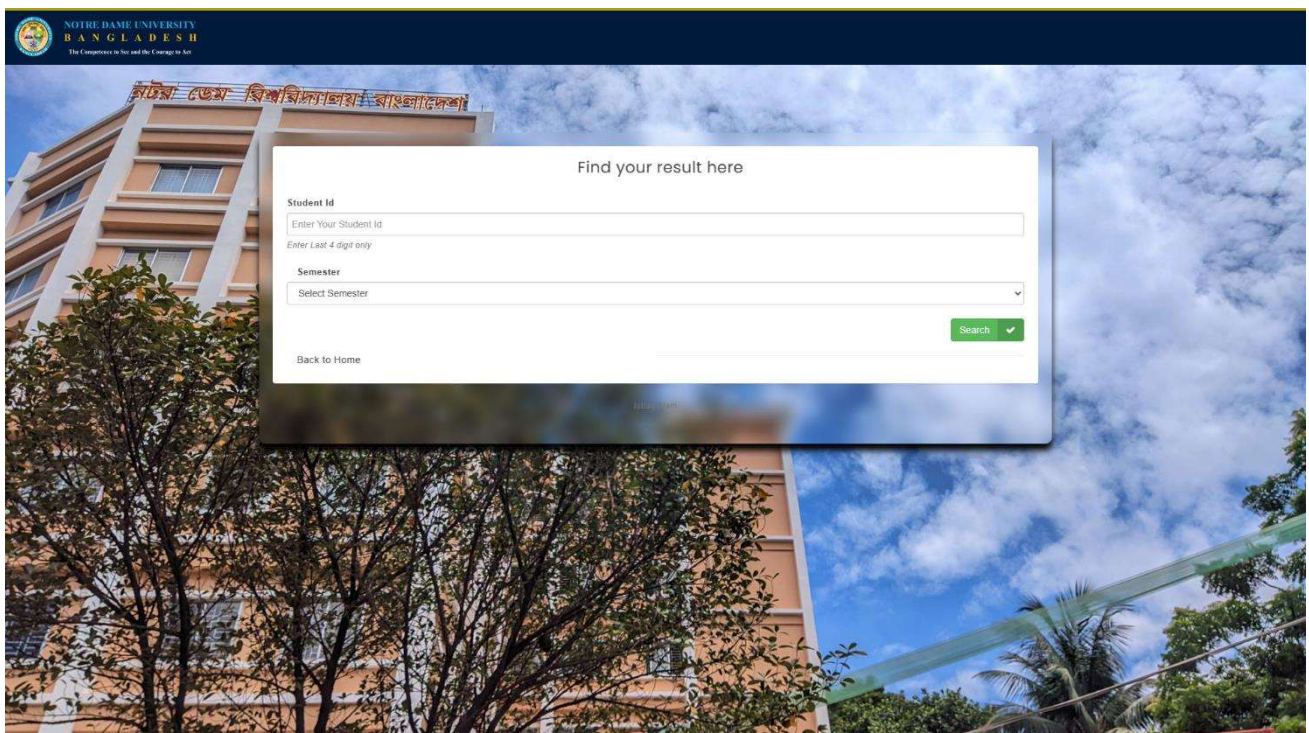 NOTRE DAME UNIVERSITY
BANGLADESH
The Competence to See and the Courage to Act
নটর ডেম বিশ্ববিদ্যালয় বাংলাদেশ
Find your result here
Student Id
Enter Your Student Id
Enter Last 4 digit only
Semester
Select Semester
Search
Back to Home